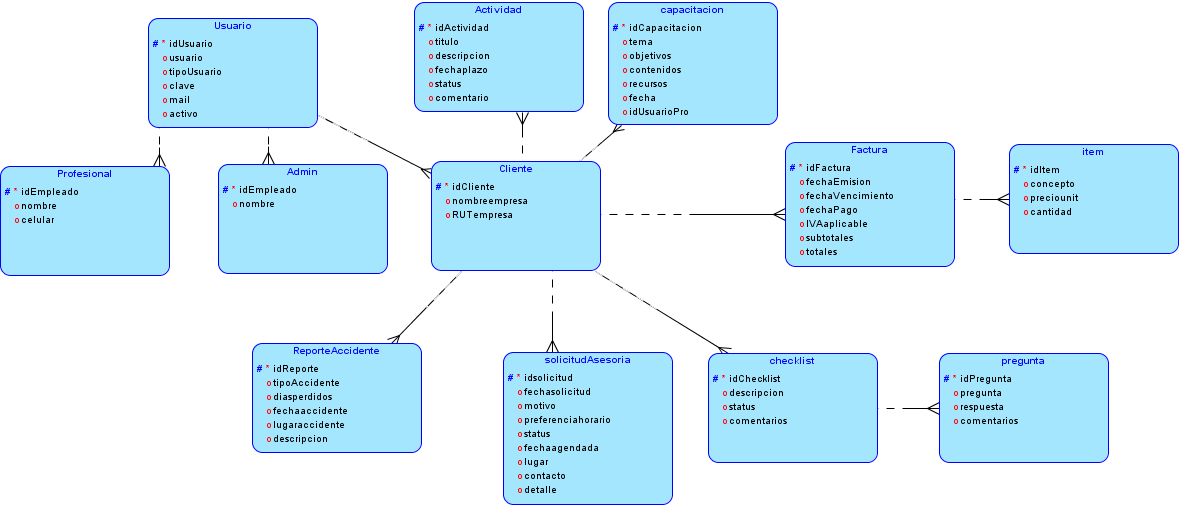 Usuario
# * idUsuario
o usuario
o tipoUsuario
o clave
o mail
o activo
Actividad
# * idActividad
o titulo
o descripcion
o fechaplazo
o status
o comentario
capacitacion
# * idCapacitacion
o tema
o objetivos
o contenidos
o recursos
o fecha
o idUsuarioPro
Profesional
# * idEmpleado
o nombre
o celular
Admin
# * idEmpleado
o nombre
Cliente
# * idCliente
o nombreempresa
o RUTempresa
Factura
# * idFactura
o fechaEmision
o fechaVencimiento
o fechaPago
o IVAaplicable
o subtotales
o totales
item
# * idItem
o concepto
o preciounit
o cantidad
ReporteAccidente
# * idReporte
o tipoAccidente
o diasperdidos
o fechaaccidente
o lugaraccidente
o descripcion
solicitudAsesoria
# * idsolicitud
o fechasolicitud
o motivo
o preferenciahorario
o status
o fechaagendada
o lugar
o contacto
o detalle
checklist
# * idChecklist
o descripcion
o status
o comentarios
pregunta
# * idPregunta
o pregunta
o respuesta
o comentarios